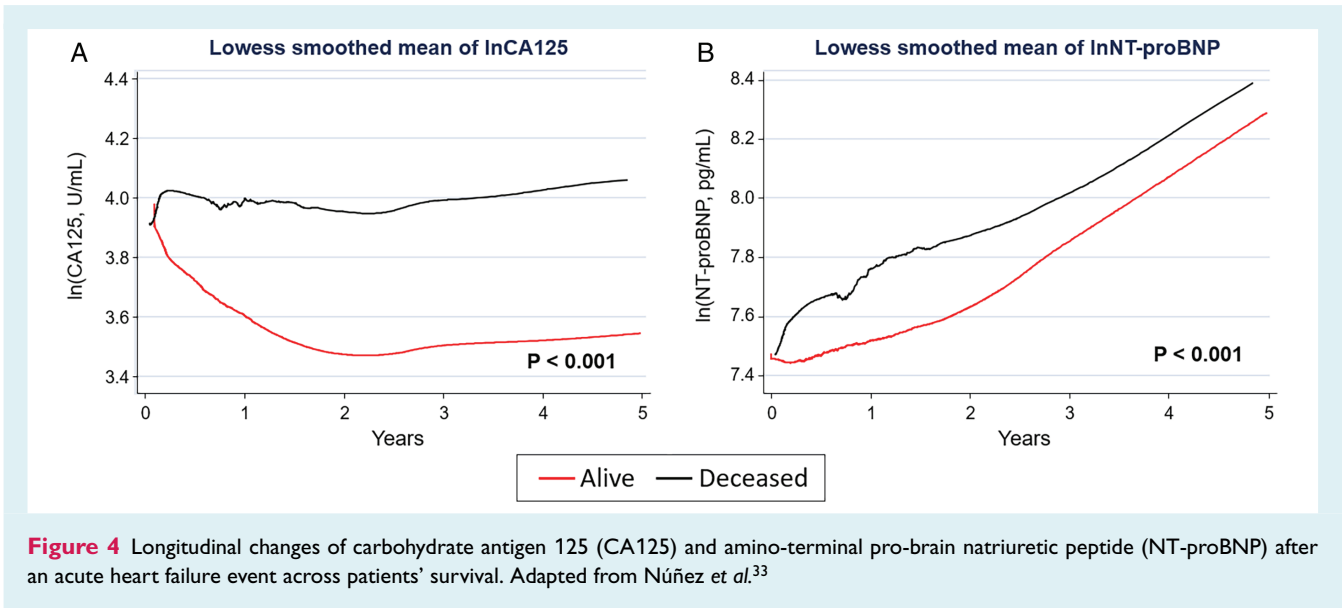 A
Lowess smoothed mean of lnCA125
ln(CA125, U/mL)
4.4
4.2
4.0
3.8
3.6
3.4
P < 0.001
0 1 2 3 4 5
Years
B
Lowess smoothed mean of lnNT-proBNP
ln(NT-proBNP, pg/mL)
8.4
8.2
8.0
7.8
7.6
7.4
P < 0.001
0 1 2 3 4 5
Years
Alive Deceased
Figure 4 Longitudinal changes of carbohydrate antigen 125 (CA125) and amino-terminal pro-brain natriuretic peptide (NT-proBNP) after
an acute heart failure event across patients’ survival. Adapted from Núñez et al.³³